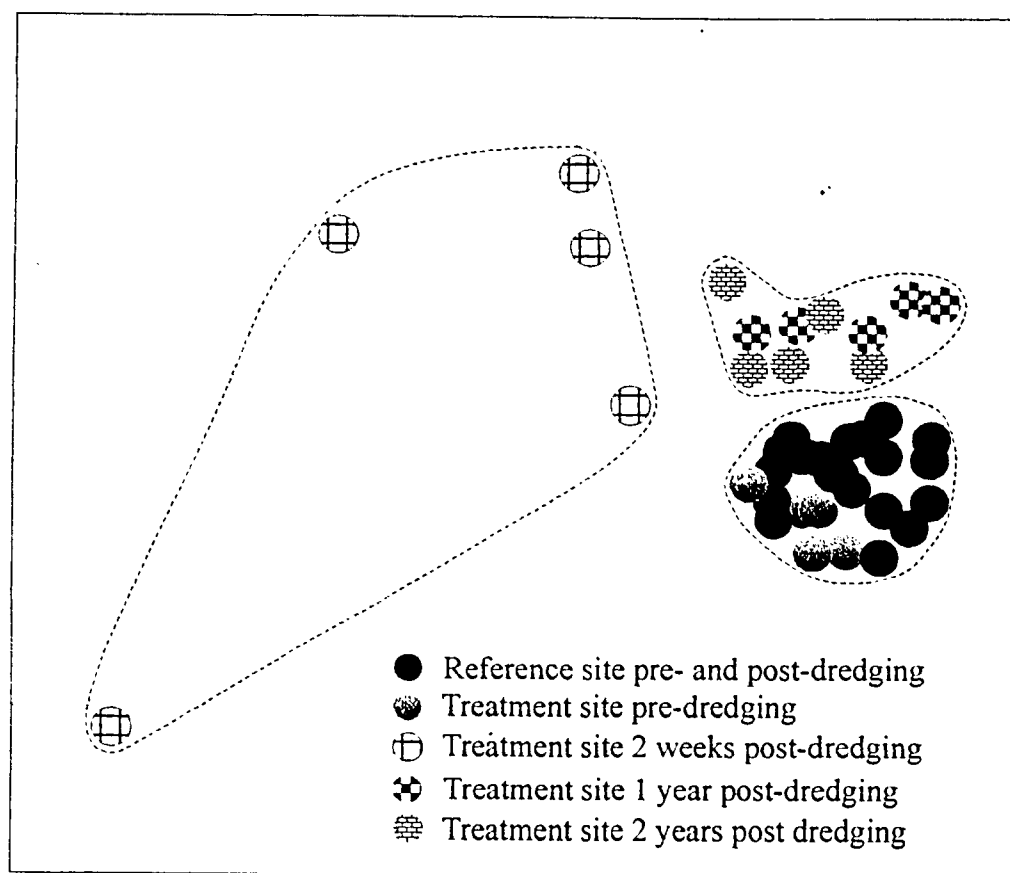 Reference site pre- and post-dredging
Treatment site pre-dredging
Treatment site 2 weeks post-dredging
Treatment site 1 year post-dredging
Treatment site 2 years post dredging